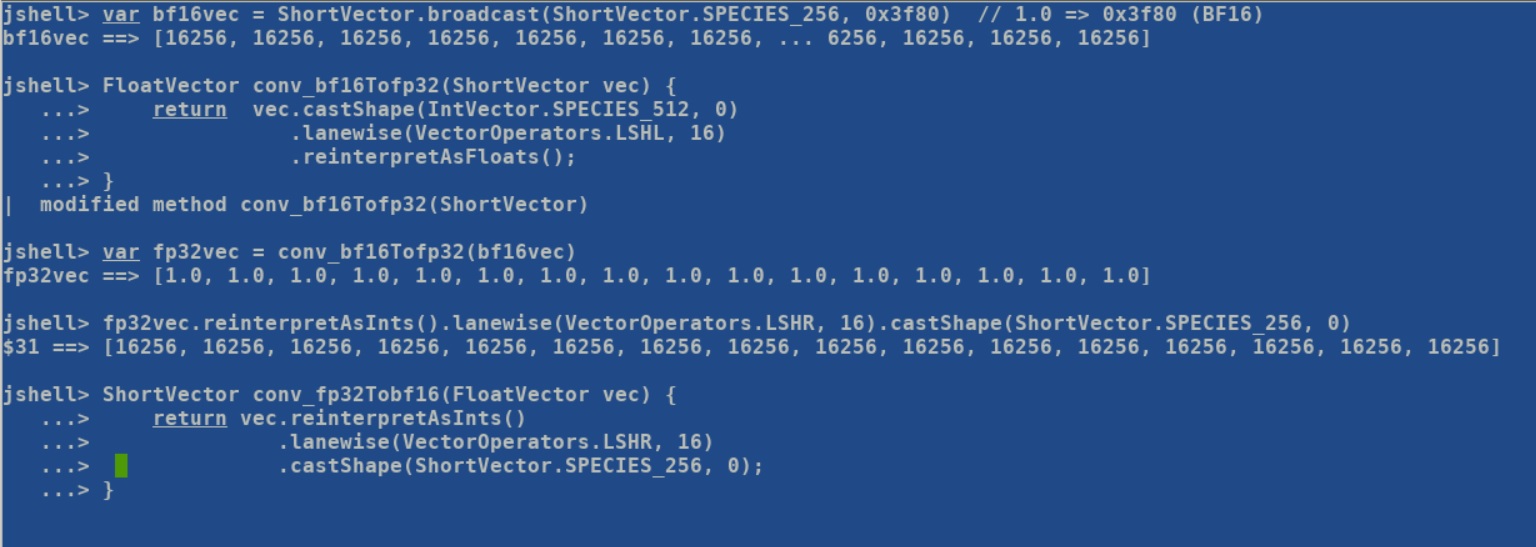 jshell> var bf16vec = ShortVector.broadcast(ShortVector.SPECIES_256, 0x3f80)  // 1.0 => 0x3f80 (BF16)
bf16vec ==> [16256, 16256, 16256, 16256, 16256, 16256, 16256, ... 6256, 16256, 16256, 16256]
jshell> FloatVector conv_bf16Tofp32(ShortVector vec) {
   ...>     return  vec.castShape(IntVector.SPECIES_512, 0)
   ...>                .lanewise(VectorOperators.LSHL, 16)
   ...>                .reinterpretAsFloats();
   ...> }
|  modified method conv_bf16Tofp32(ShortVector)
jshell> var fp32vec = conv_bf16Tofp32(bf16vec)
fp32vec ==> [1.0, 1.0, 1.0, 1.0, 1.0, 1.0, 1.0, 1.0, 1.0, 1.0, 1.0, 1.0, 1.0, 1.0, 1.0, 1.0]
jshell> fp32vec.reinterpretAsInts().lanewise(VectorOperators.LSHR, 16).castShape(ShortVector.SPECIES_256, 0)
$31 ==> [16256, 16256, 16256, 16256, 16256, 16256, 16256, 16256, 16256, 16256, 16256, 16256, 16256, 16256, 16256, 16256]
jshell> ShortVector conv_fp32Tobf16(FloatVector vec) {
   ...>     return vec.reinterpretAsInts()
   ...>               .lanewise(VectorOperators.LSHR, 16)
   ...>               .castShape(ShortVector.SPECIES_256, 0);
   ...> }